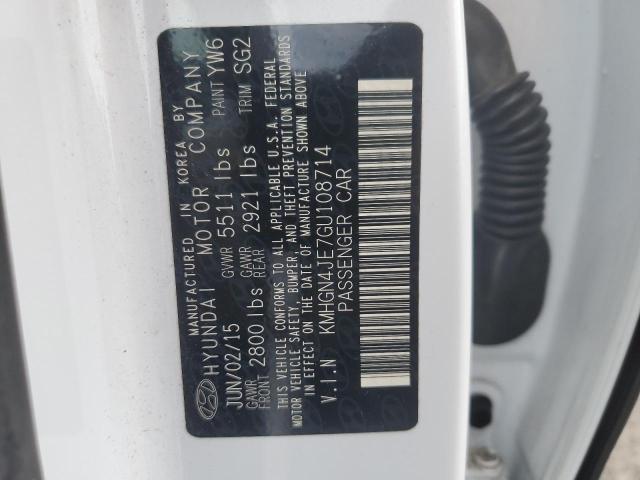 MANUFACTURED IN KOREA BY
HYUNDAI MOTOR COMPANY
JUN/02/15 GVWR 5511 lbs PAINT YW6
GAWR FRONT 2800 lbs GAWR REAR 2921 lbs TRIM SG2
THIS VEHICLE CONFORMS TO ALL APPLICABLE U.S.A. FEDERAL
MOTOR VEHICLE SAFETY, BUMPER, AND THEFT PREVENTION STANDARDS
IN EFFECT ON THE DATE OF MANUFACTURE SHOWN ABOVE
V.I.N KMHGN4JE7GU108714
PASSENGER CAR